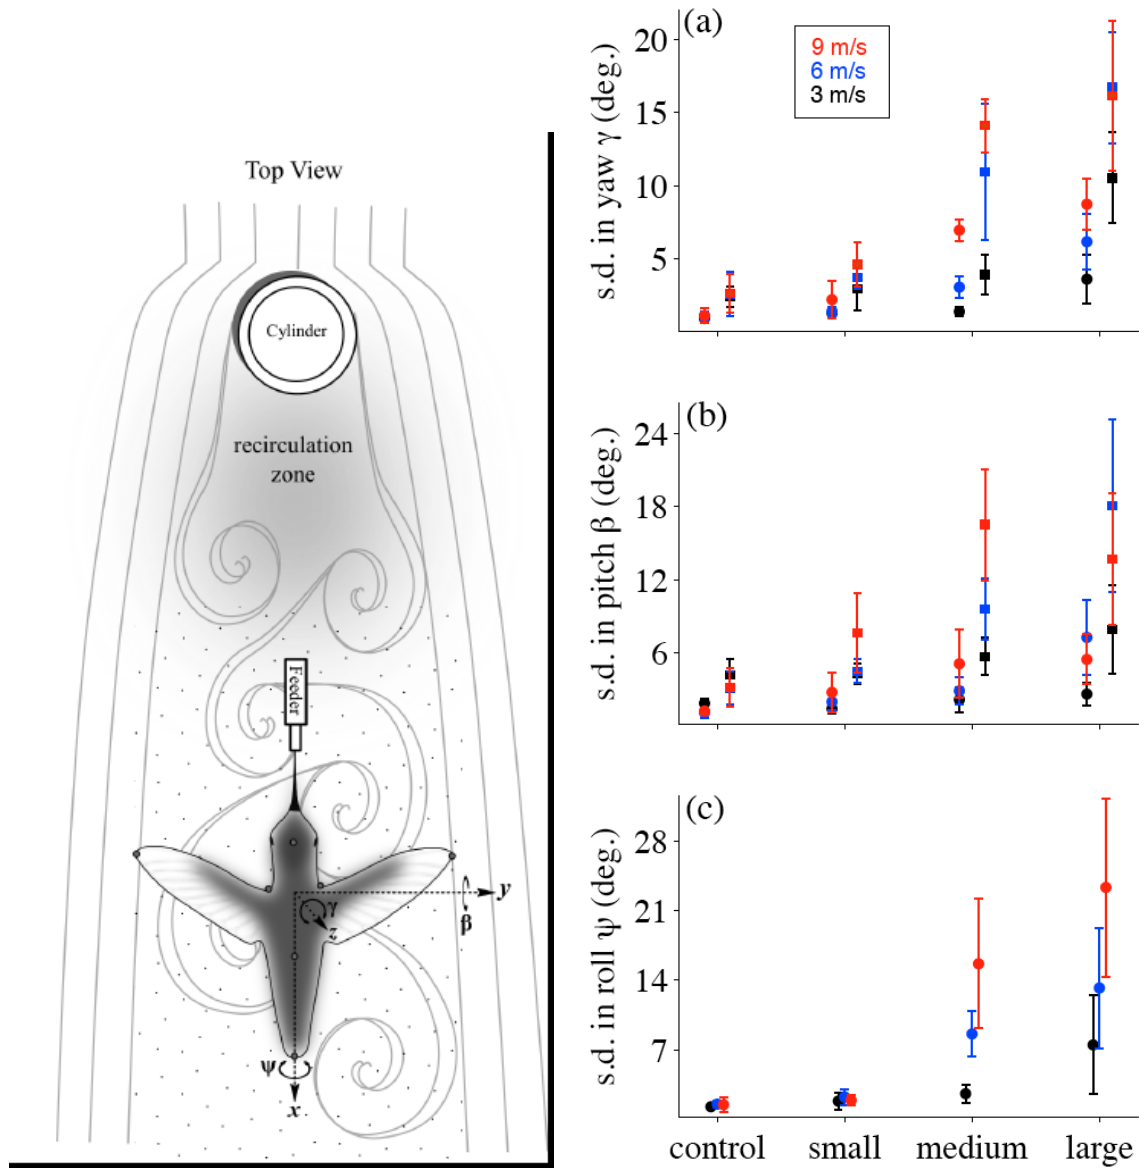 Top View
Cylinder
recirculation
zone
Feeder
y
β
γ
z
ψ
x
(a)
9 m/s
6 m/s
3 m/s
s.d. in yaw γ (deg.)
20
15
10
5
(b)
s.d. in pitch β (deg.)
24
18
12
6
(c)
s.d. in roll ψ (deg.)
28
21
14
7
control small medium large